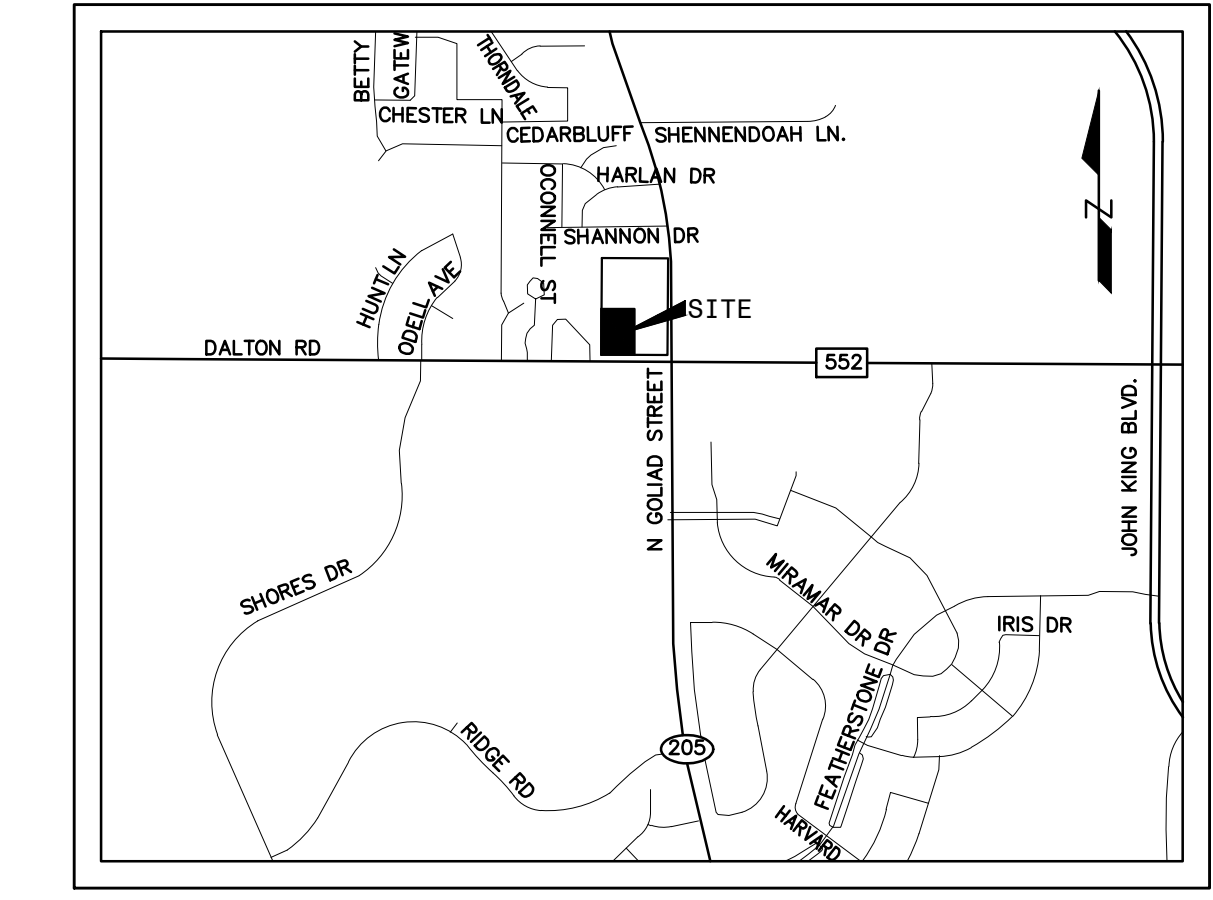 BETTY
GATEW
THORNDALE
CHESTER LN
CEDARBLUFF
SHENNENDOAH LN.
HARLAN DR
OCONNELL ST
SHANNON DR
HUNT LN
ODELL AVE
N
SITE
DALTON RD
552
N GOLIAD STREET
JOHN KING BLVD.
SHORES DR
MIRAMAR DR
IRIS DR
FEATHERSTONE DR
RIDGE RD
205
HARVARD